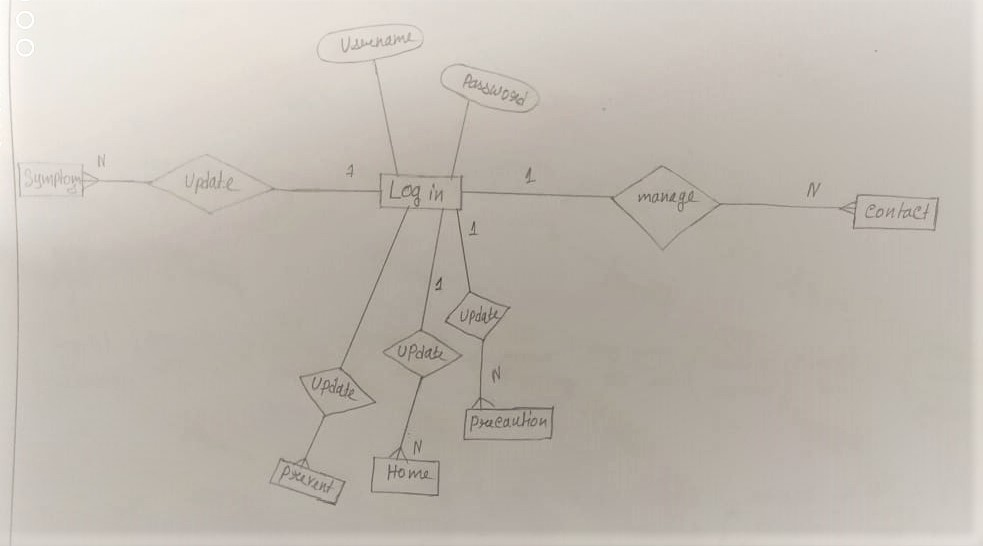 Username
Password
Symptom
N
Update
1
Log in
1
manage
N
Contact
1
Update
1
Update
Update
N
Precaution
N
Home
Prevent